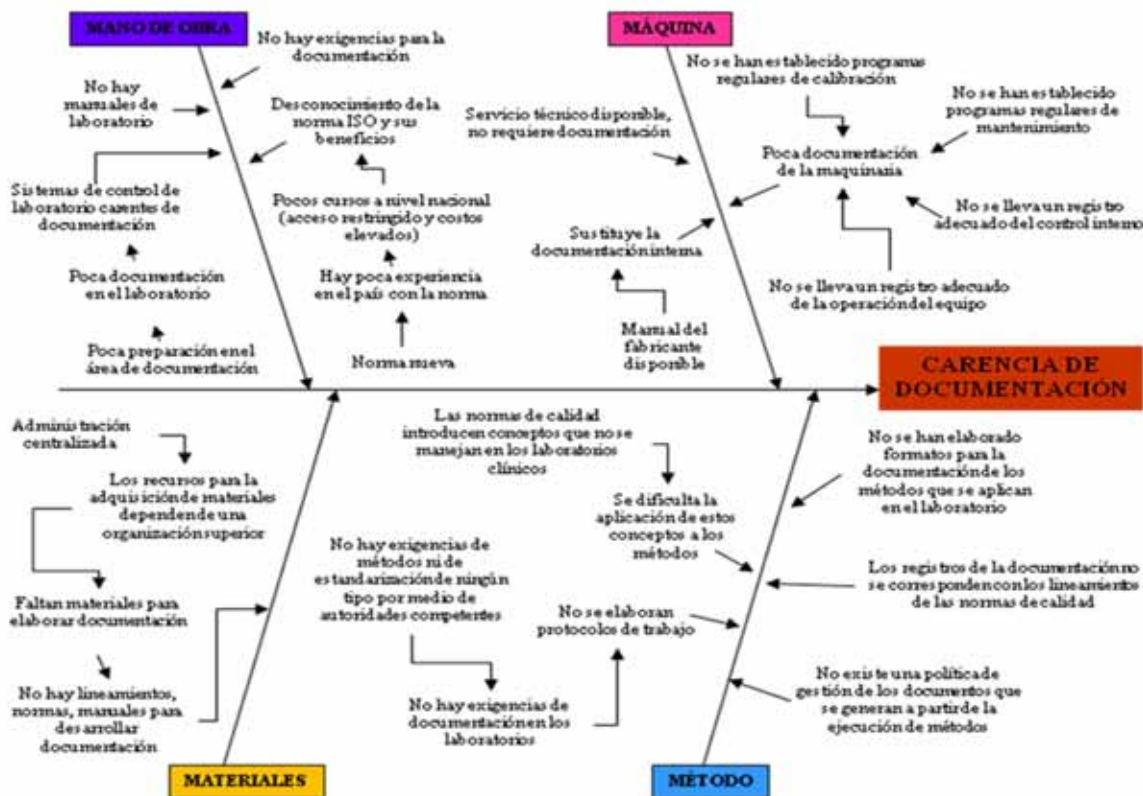 MANO DE OBRA
No hay exigencias para la
documentación
No hay
manuales de
laboratorio
Desconocimiento de la
norma ISO y sus
beneficios
Sistemas de control de
laboratorio carentes de
documentación
Pocos cursos a nivel nacional
(acceso restringido y costos
elevados)
Poca documentación
en el laboratorio
Hay poca experiencia
en el país con la norma
Poca preparación en el
área de documentación
Norma nueva
MÁQUINA
No se han establecido programas
regulares de calibración
Servicio técnico disponible,
no requiere documentación
No se han establecido
programas regulares de
mantenimiento
Poca documentación
de la maquinaria
Sustituye la
documentación interna
No se lleva un registro
adecuado del control interno
No se lleva un registro adecuado
de la operación del equipo
Manual del
fabricante
disponible
CARENCIA DE
DOCUMENTACIÓN
Administración
centralizada
Los recursos para la
adquisición de materiales
depende de una
organización superior
Faltan materiales para
elaborar documentación
No hay lineamientos,
normas, manuales para
desarrollar
documentación
MATERIALES
Las normas de calidad
introducen conceptos que no se
manejan en los laboratorios
clínicos
Se dificulta la
aplicación de estos
conceptos a los
métodos
No hay exigencias de
métodos ni de
estandarización de ningún
tipo por medio de
autoridades competentes
No se elaboran
protocolos de trabajo
No hay exigencias de
documentación en los
laboratorios
No se han elaborado
formatos para la
documentación de los
métodos que se aplican
en el laboratorio
Los registros de la documentación no
se corresponden con los lineamientos
de las normas de calidad
No existe una política de
gestión de los documentos que
se generan a partir de la
ejecución de métodos
MÉTODO